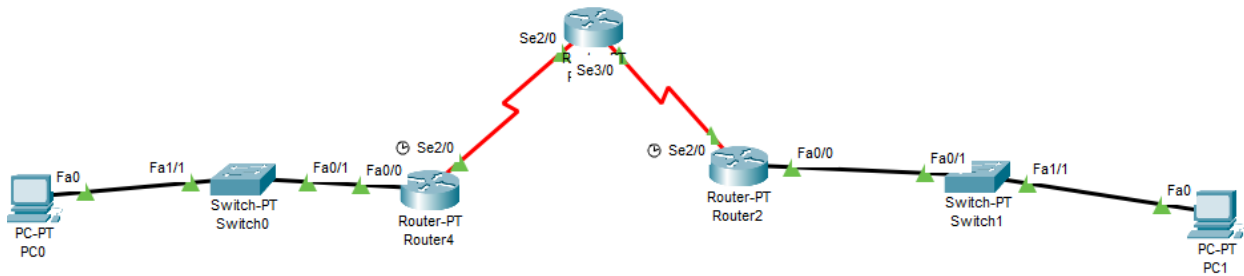 Se2/0
Se3/0
Se2/0
Fa0
Fa1/1
Fa0/1
Fa0/0
Se2/0
Fa0/0
Fa0/1
Fa1/1
Fa0
PC-PT
PC0
Switch-PT
Switch0
Router-PT
Router4
Router-PT
Router2
Switch-PT
Switch1
PC-PT
PC1